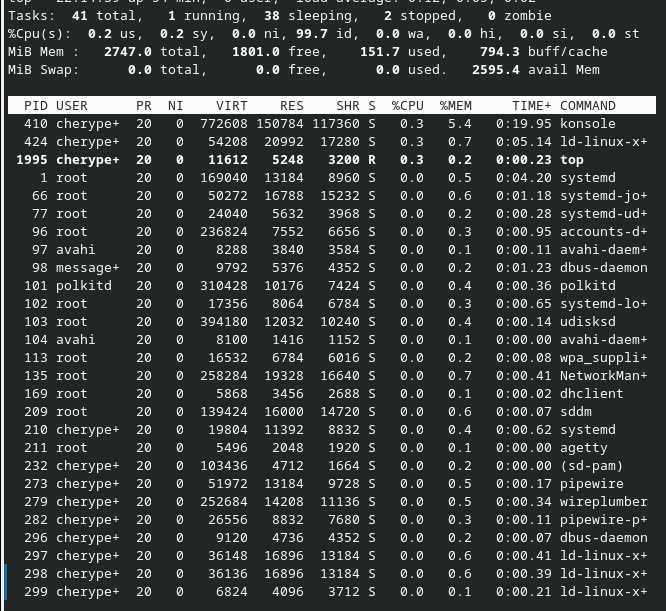 Tasks:  41 total,   1 running,  38 sleeping,   2 stopped,   0 zombie
%Cpu(s):  0.2 us,  0.2 sy,  0.0 ni, 99.7 id,  0.0 wa,  0.0 hi,  0.0 si,  0.0 st
MiB Mem :   2747.0 total,   1801.0 free,    151.7 used,    794.3 buff/cache
MiB Swap:      0.0 total,      0.0 free,      0.0 used.   2595.4 avail Mem
PID USER      PR  NI    VIRT    RES    SHR S  %CPU  %MEM     TIME+ COMMAND
410 cherype+  20   0  772608 150784 117360 S   0.3   5.4   0:19.95 konsole
424 cherype+  20   0   54208  20992  17280 S   0.3   0.7   0:05.14 ld-linux-x+
1995 cherype+  20   0   11612   5248   3200 R   0.3   0.2   0:00.23 top
1 root      20   0  169040  13184   8960 S   0.0   0.5   0:04.20 systemd
66 root      20   0   50272  16788  15232 S   0.0   0.6   0:01.18 systemd-jo+
77 root      20   0   24040   5632   3968 S   0.0   0.2   0:00.28 systemd-ud+
96 root      20   0  236824   7552   6656 S   0.0   0.3   0:00.95 accounts-d+
97 avahi     20   0    8288   3840   3584 S   0.0   0.1   0:00.11 avahi-daem+
98 message+  20   0    9792   5376   4352 S   0.0   0.2   0:01.23 dbus-daemon
101 polkitd   20   0  310428  10176   7424 S   0.0   0.4   0:00.36 polkitd
102 root      20   0   17356   8064   6784 S   0.0   0.3   0:00.65 systemd-lo+
103 root      20   0  394180  12032  10240 S   0.0   0.4   0:00.14 udisksd
104 avahi     20   0    8100   1416   1152 S   0.0   0.1   0:00.00 avahi-daem+
113 root      20   0   16532   6784   6016 S   0.0   0.2   0:00.08 wpa_suppli+
135 root      20   0  258284  19328  16640 S   0.0   0.7   0:00.41 NetworkMan+
169 root      20   0    5868   3456   2688 S   0.0   0.1   0:00.02 dhclient
209 root      20   0  139424  16000  14720 S   0.0   0.6   0:00.07 sddm
210 cherype+  20   0   19804  11392   8832 S   0.0   0.4   0:00.62 systemd
211 root      20   0    5496   2048   1920 S   0.0   0.1   0:00.00 agetty
232 cherype+  20   0  103436   4712   1664 S   0.0   0.2   0:00.00 (sd-pam)
273 cherype+  20   0   51972  13184   9728 S   0.0   0.5   0:00.17 pipewire
279 cherype+  20   0  252684  14208  11136 S   0.0   0.5   0:00.34 wireplumber
282 cherype+  20   0   26556   8832   7680 S   0.0   0.3   0:00.11 pipewire-p+
296 cherype+  20   0    9120   4736   4352 S   0.0   0.2   0:00.07 dbus-daemon
297 cherype+  20   0   36148  16896  13184 S   0.0   0.6   0:00.41 ld-linux-x+
298 cherype+  20   0   36136  16896  13184 S   0.0   0.6   0:00.39 ld-linux-x+
299 cherype+  20   0    6824   4096   3712 S   0.0   0.1   0:00.21 ld-linux-x+